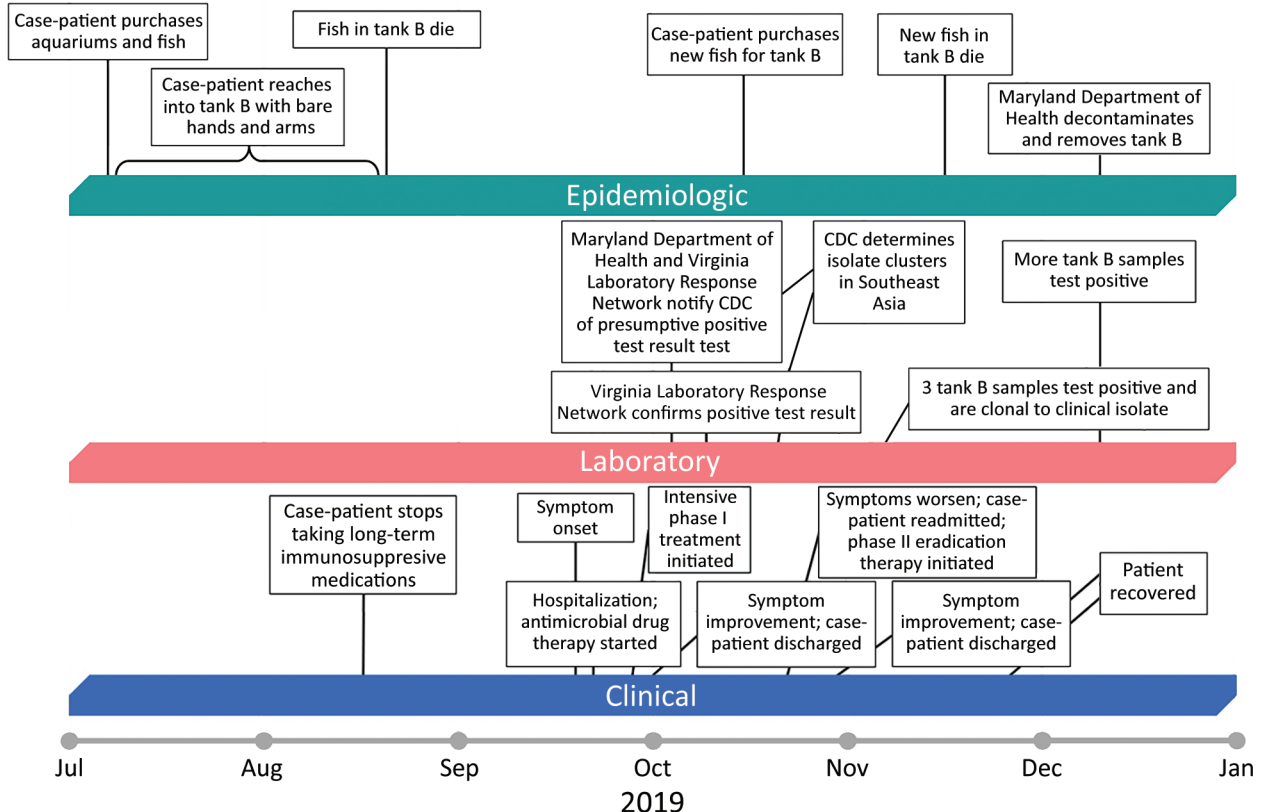 Case-patient purchases
aquariums and fish
Case-patient reaches
into tank B with bare
hands and arms
Fish in tank B die
Case-patient purchases
new fish for tank B
New fish in
tank B die
Maryland Department of
Health decontaminates
and removes tank B
Epidemiologic
Maryland Department of
Health and Virginia
Laboratory Response
Network notify CDC
of presumptive positive
test result test
CDC determines
isolate clusters
in Southeast
Asia
More tank B samples
test positive
Virginia Laboratory Response
Network confirms positive test result
3 tank B samples test positive and
are clonal to clinical isolate
Laboratory
Case-patient stops
taking long-term
immunosuppresive
medications
Symptom
onset
Intensive
phase I
treatment
initiated
Symptoms worsen; case-
patient readmitted;
phase II eradication
therapy initiated
Patient
recovered
Hospitalization;
antimicrobial drug
therapy started
Symptom
improvement; case-
patient discharged
Symptom
improvement; case-
patient discharged
Clinical
Jul Aug Sep Oct Nov Dec Jan
2019